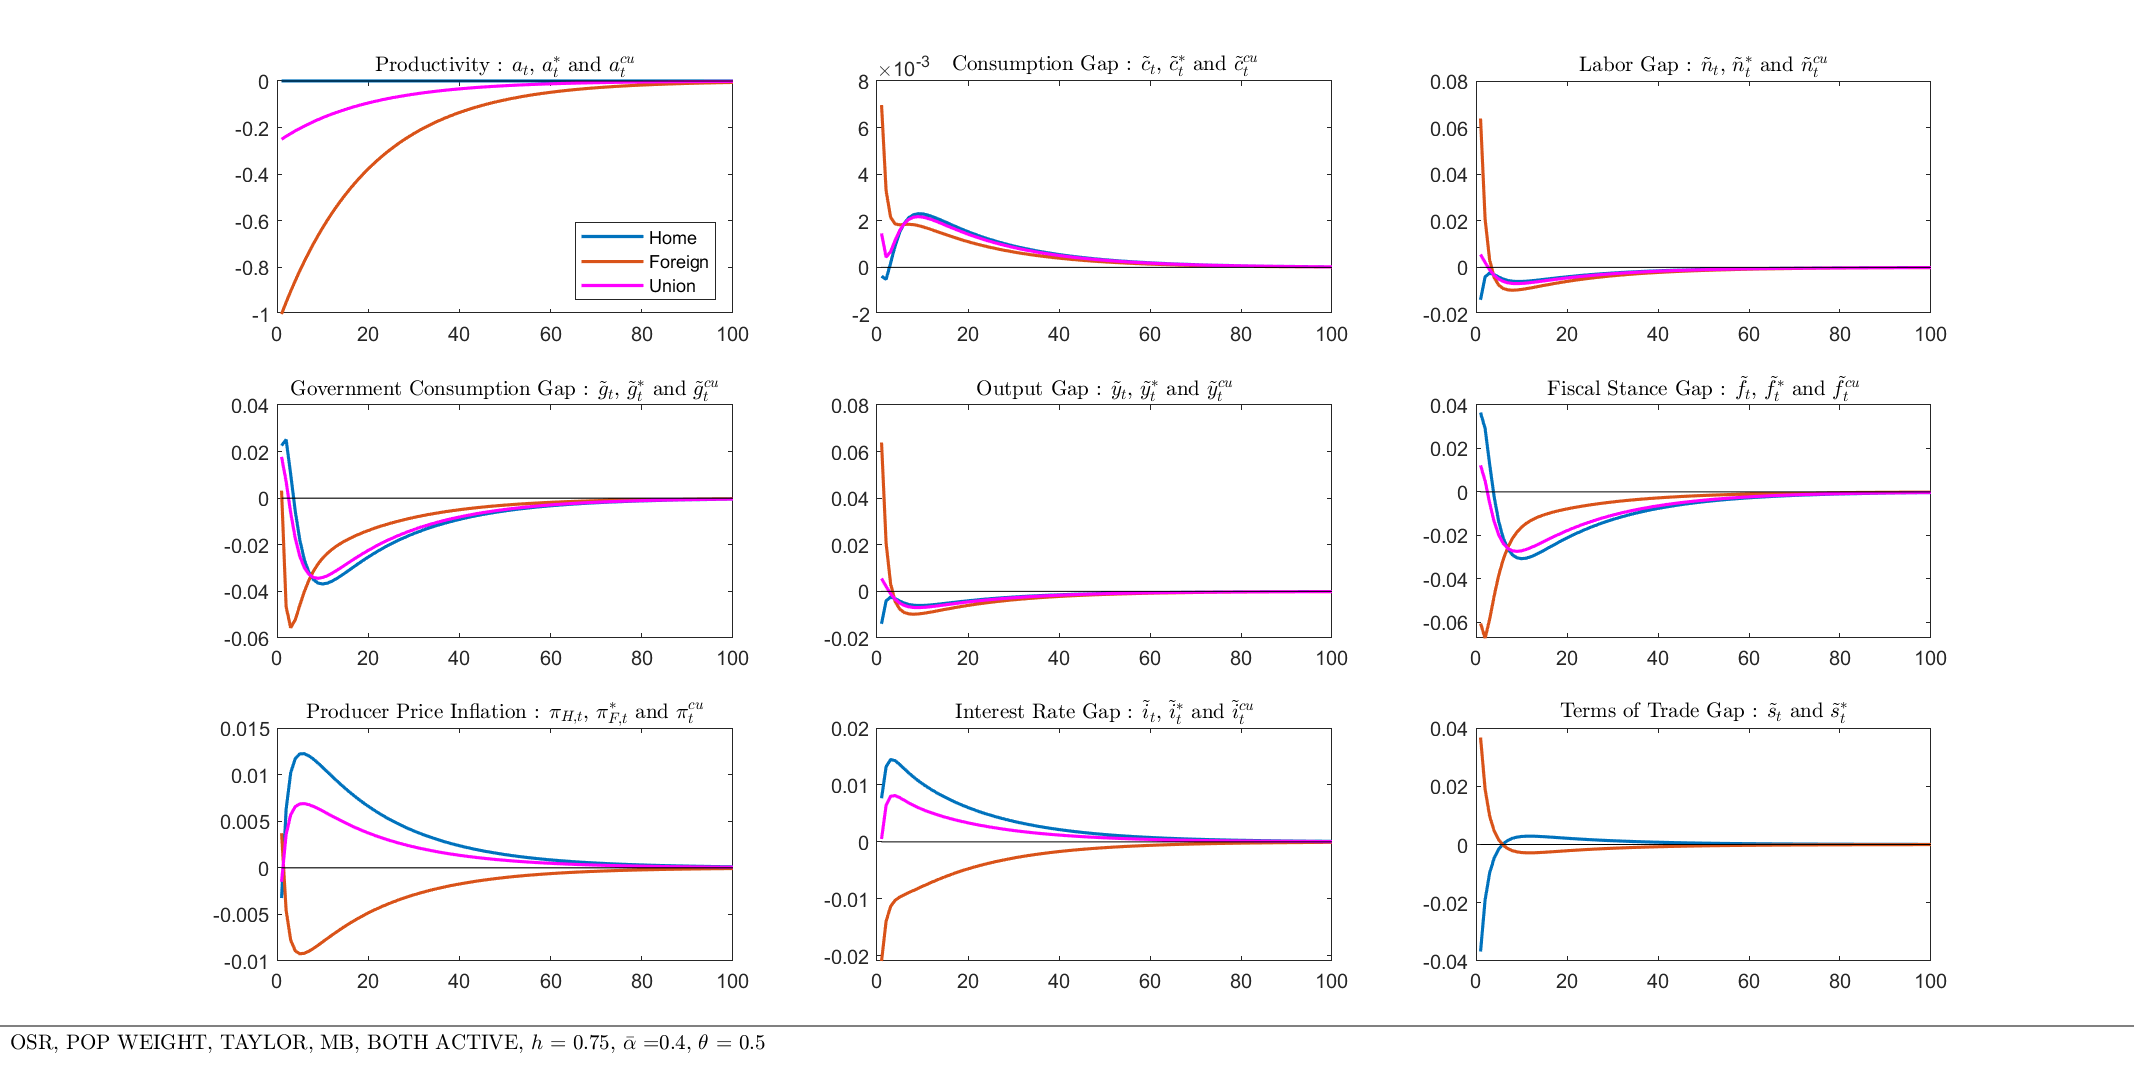 Productivity : a_t, a_t^* and a_t^{cu}
0
-0.2
-0.4
-0.6
-0.8
-1
0 20 40 60 80 100
Home
Foreign
Union
Consumption Gap : c̃_t, c̃_t^* and c̃_t^{cu}
×10^{-3}
8
6
4
2
0
-2
0 20 40 60 80 100
Labor Gap : ñ_t, ñ_t^* and ñ_t^{cu}
0.08
0.06
0.04
0.02
0
-0.02
0 20 40 60 80 100
Government Consumption Gap : g̃_t, g̃_t^* and g̃_t^{cu}
0.04
0.02
0
-0.02
-0.04
-0.06
0 20 40 60 80 100
Output Gap : ỹ_t, ỹ_t^* and ỹ_t^{cu}
0.08
0.06
0.04
0.02
0
-0.02
0 20 40 60 80 100
Fiscal Stance Gap : f̃_t, f̃_t^* and f̃_t^{cu}
0.04
0.02
0
-0.02
-0.04
-0.06
0 20 40 60 80 100
Producer Price Inflation : π_{H,t}, π_{F,t}^* and π_t^{cu}
0.015
0.01
0.005
0
-0.005
-0.01
0 20 40 60 80 100
Interest Rate Gap : ĩ_t, ĩ_t^* and ĩ_t^{cu}
0.02
0.01
0
-0.01
-0.02
0 20 40 60 80 100
Terms of Trade Gap : s̃_t and s̃_t^*
0.04
0.02
0
-0.02
-0.04
0 20 40 60 80 100
OSR, POP WEIGHT, TAYLOR, MB, BOTH ACTIVE, h = 0.75, ᾱ =0.4, θ = 0.5